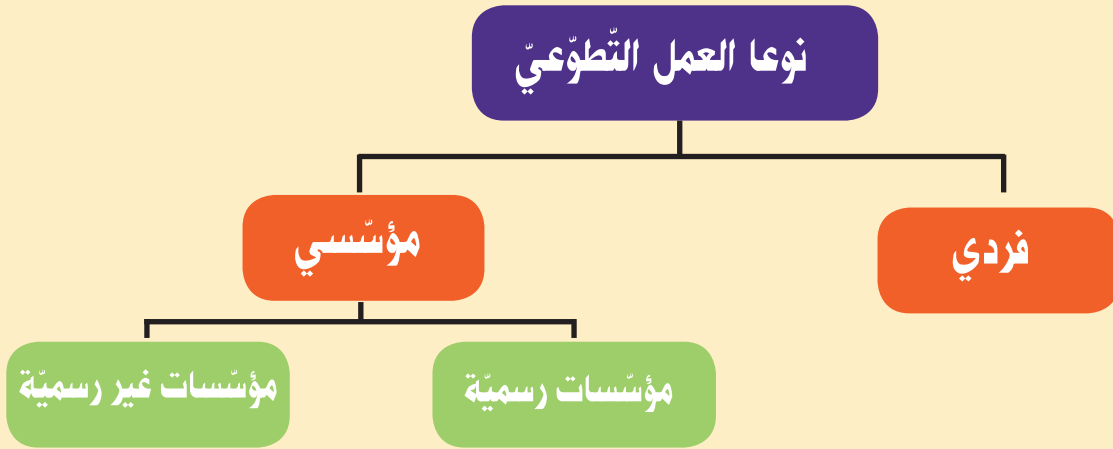 نوعا العمل التّطوّعيّ
فردي
مؤسّسي
مؤسّسات رسميّة
مؤسّسات غير رسميّة